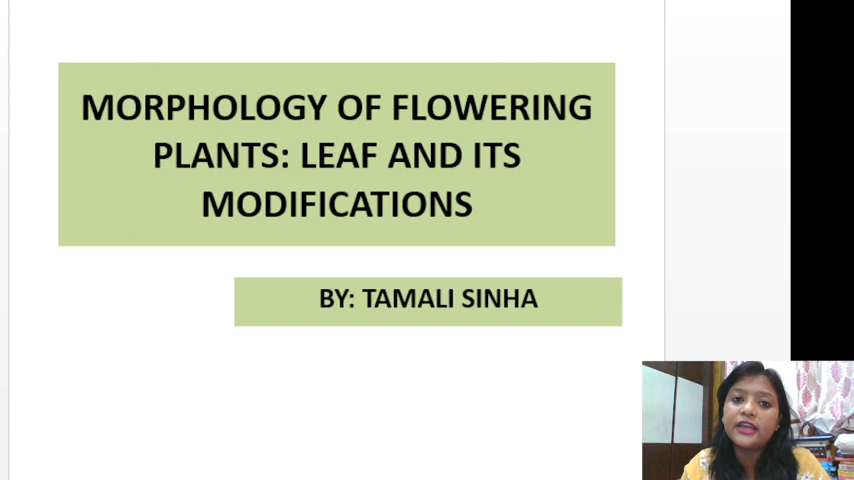 MORPHOLOGY OF FLOWERING
PLANTS: LEAF AND ITS
MODIFICATIONS
BY: TAMALI SINHA